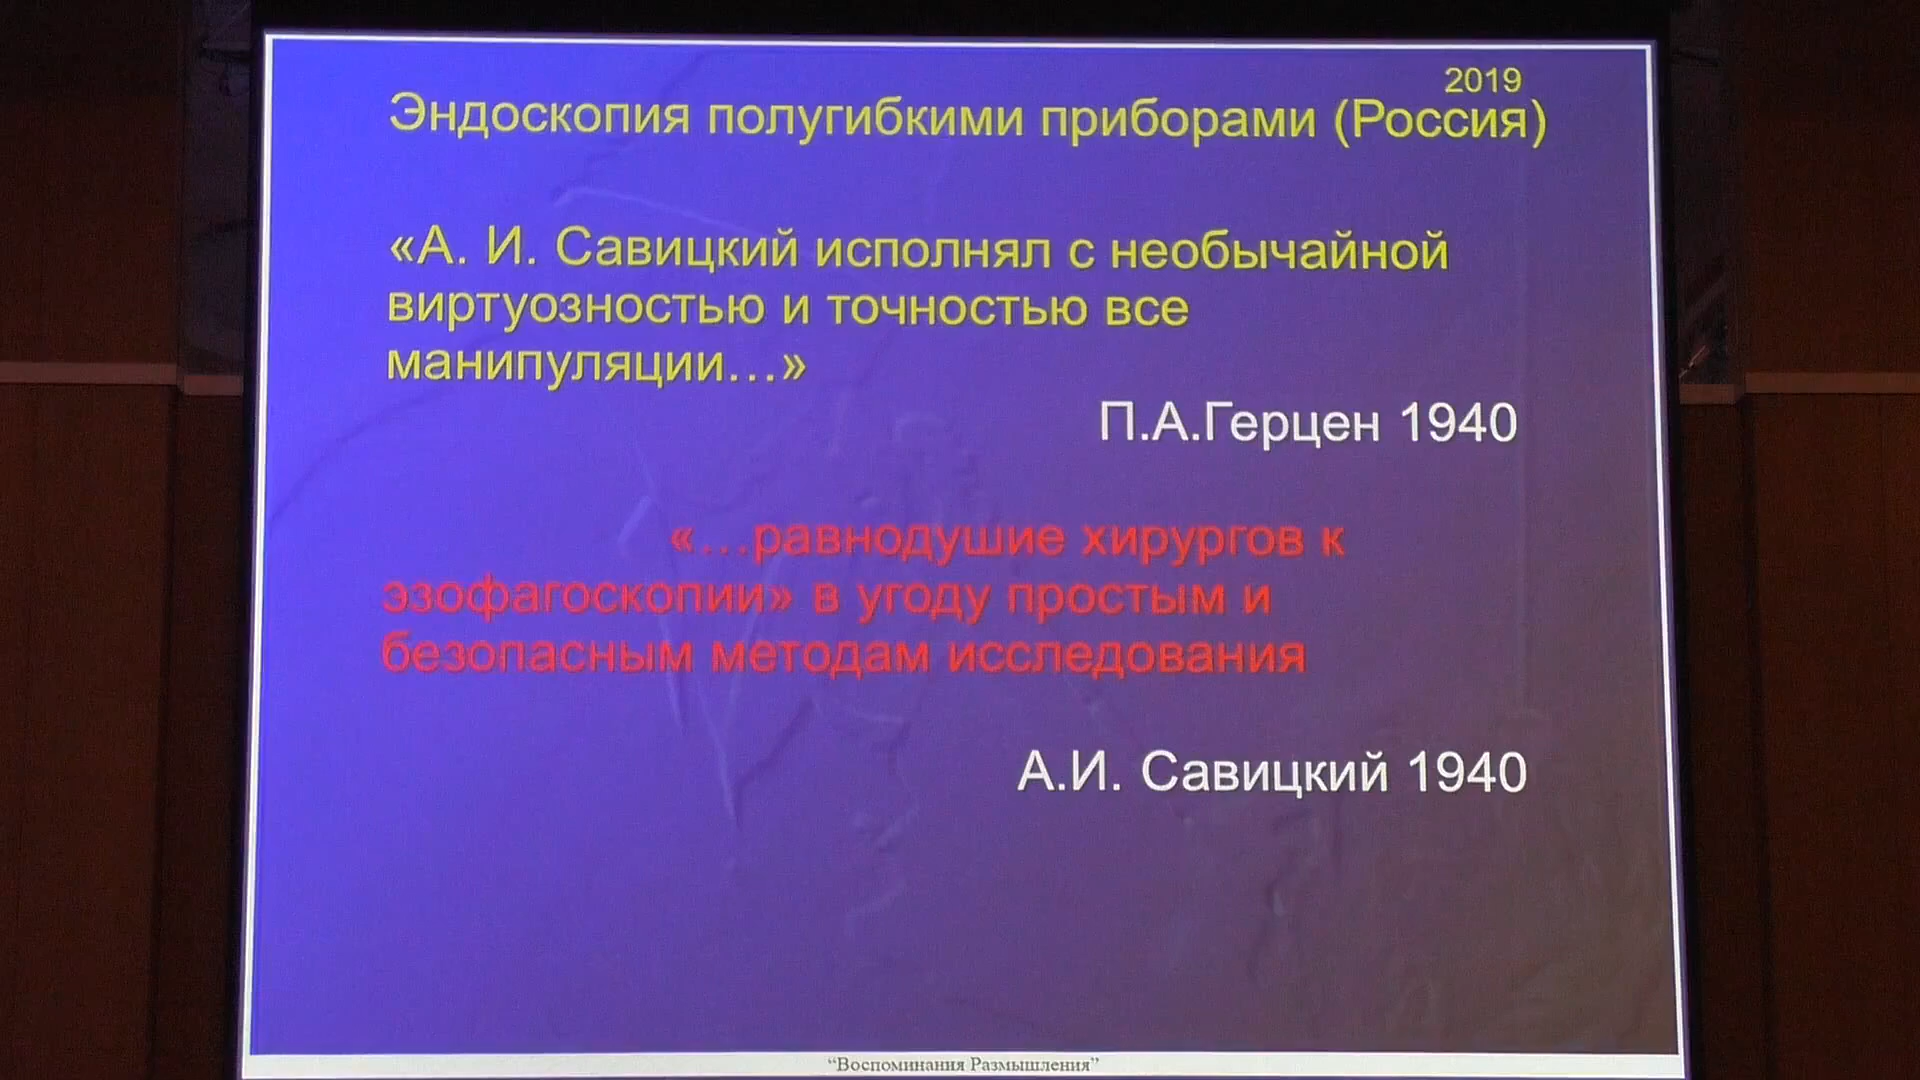 2019
Эндоскопия полугибкими приборами (Россия)
«А. И. Савицкий исполнял с необычайной
виртуозностью и точностью все
манипуляции…»
П.А.Герцен 1940
«…равнодушие хирургов к
эзофагоскопии» в угоду простым и
безопасным методам исследования
А.И. Савицкий 1940
“Воспоминания Размышления”